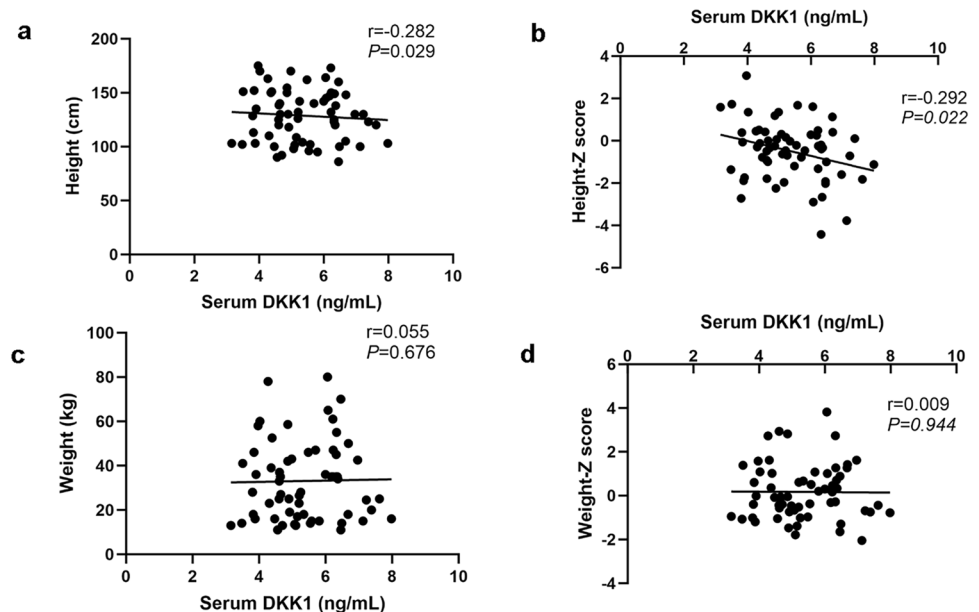 a
r=-0.282
P=0.029
200
150
100
50
0
Height (cm)
0 2 4 6 8 10
Serum DKK1 (ng/mL)
b
Serum DKK1 (ng/mL)
0 2 4 6 8 10
r=-0.292
P=0.022
4
2
0
-2
-4
-6
Height-Z score
c
r=0.055
P=0.676
100
80
60
40
20
0
Weight (kg)
0 2 4 6 8 10
Serum DKK1 (ng/mL)
d
Serum DKK1 (ng/mL)
0 2 4 6 8 10
r=0.009
P=0.944
6
4
2
0
-2
-4
Weight-Z score